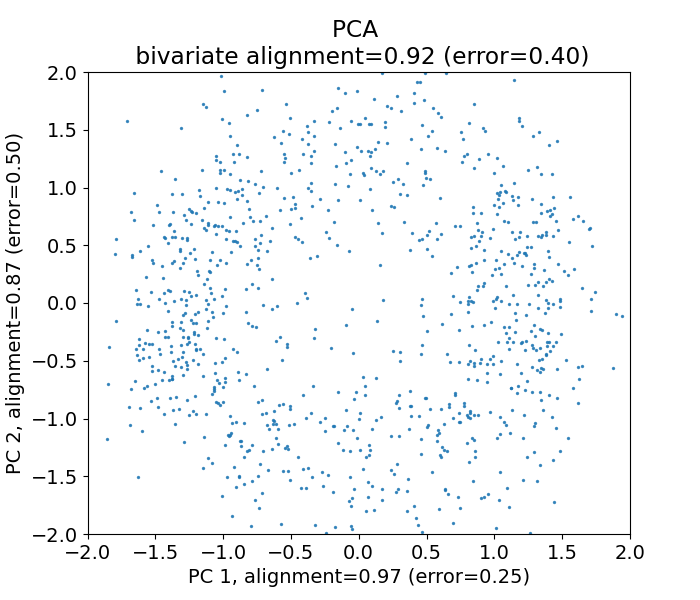 PCA
bivariate alignment=0.92 (error=0.40)
2.0
1.5
1.0
0.5
0.0
−0.5
−1.0
−1.5
−2.0
PC 2, alignment=0.87 (error=0.50)
−2.0 −1.5 −1.0 −0.5 0.0 0.5 1.0 1.5 2.0
PC 1, alignment=0.97 (error=0.25)